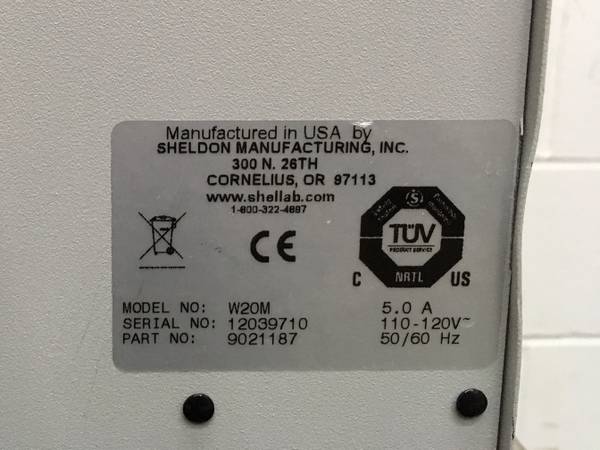 Manufactured in USA by
SHELDON MANUFACTURING, INC.
300 N. 26TH
CORNELIUS, OR 97113
www.shellab.com
1-800-322-4897
CE
S
TÜV
PRODUCT SERVICE
C NRTL US
MODEL NO: W20M 5.0 A
SERIAL NO: 12039710 110-120V~
PART NO: 9021187 50/60 Hz